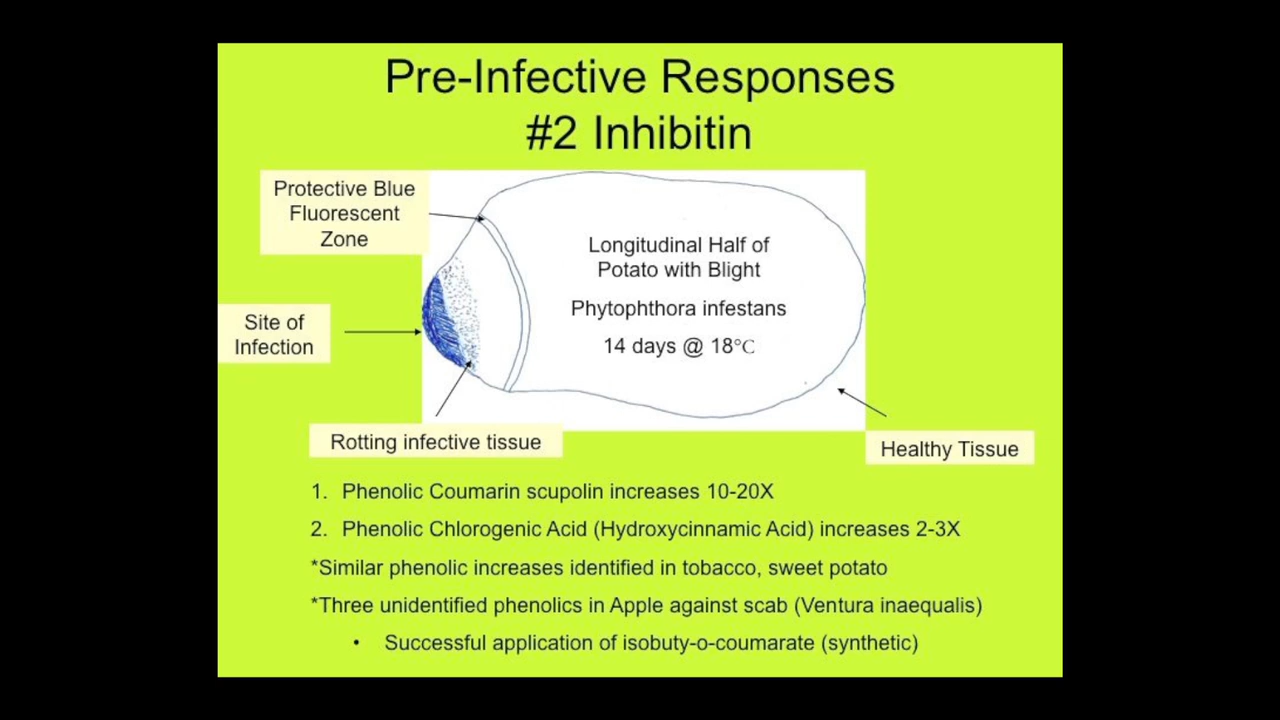 Pre-Infective Responses
#2 Inhibitin
Protective Blue
Fluorescent
Zone
Longitudinal Half of
Potato with Blight
Phytophthora infestans
14 days @ 18°C
Site of
Infection
Rotting infective tissue
Healthy Tissue
1. Phenolic Coumarin scupolin increases 10-20X
2. Phenolic Chlorogenic Acid (Hydroxycinnamic Acid) increases 2-3X
*Similar phenolic increases identified in tobacco, sweet potato
*Three unidentified phenolics in Apple against scab (Ventura inaequalis)
• Successful application of isobuty-o-coumarate (synthetic)